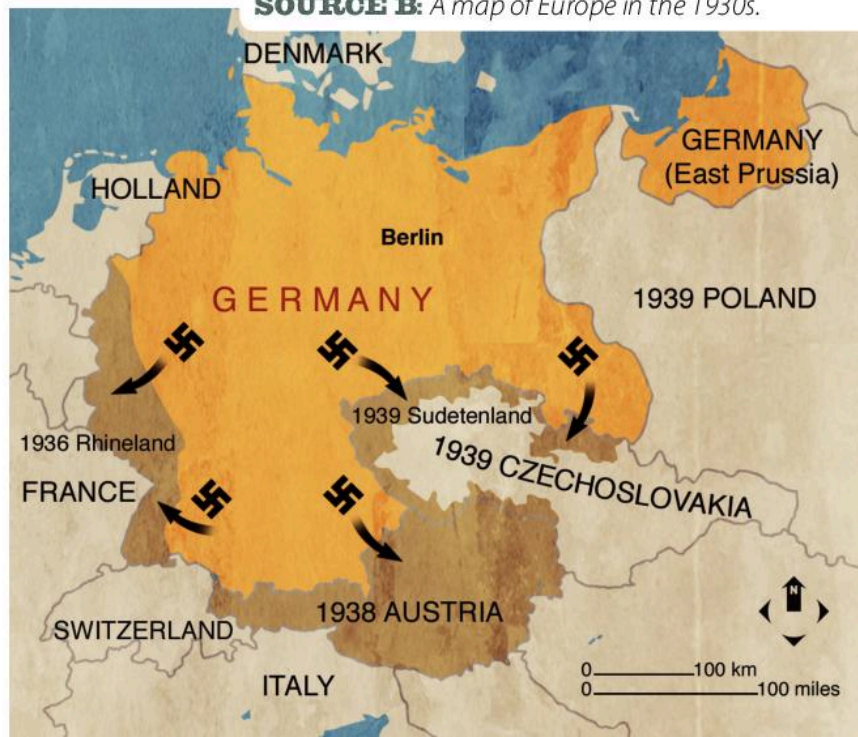 SOURCE B: A map of Europe in the 1930s.
DENMARK
GERMANY
(East Prussia)
HOLLAND
Berlin
GERMANY
1939 POLAND
1939 Sudetenland
1936 Rhineland
1939 CZECHOSLOVAKIA
FRANCE
1938 AUSTRIA
SWITZERLAND
ITALY
N
0 100 km
0 100 miles